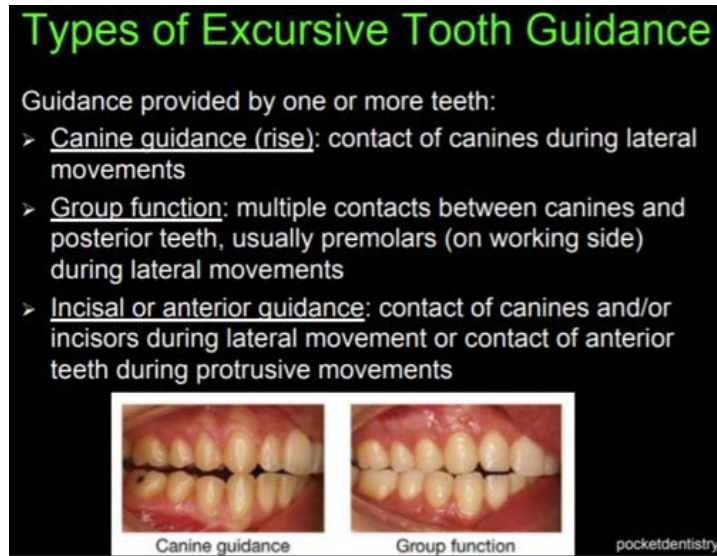 Types of Excursive Tooth Guidance
Guidance provided by one or more teeth:
➢ Canine guidance (rise): contact of canines during lateral
movements
➢ Group function: multiple contacts between canines and
posterior teeth, usually premolars (on working side)
during lateral movements
➢ Incisal or anterior guidance: contact of canines and/or
incisors during lateral movement or contact of anterior
teeth during protrusive movements
Canine guidance
Group function
pocketdentistry